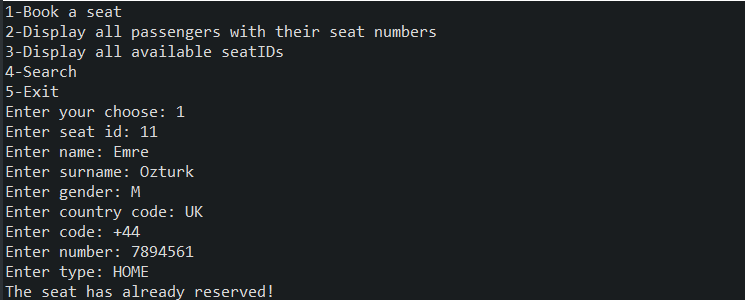 1-Book a seat
2-Display all passengers with their seat numbers
3-Display all available seatIDs
4-Search
5-Exit
Enter your choose: 1
Enter seat id: 11
Enter name: Emre
Enter surname: Ozturk
Enter gender: M
Enter country code: UK
Enter code: +44
Enter number: 7894561
Enter type: HOME
The seat has already reserved!